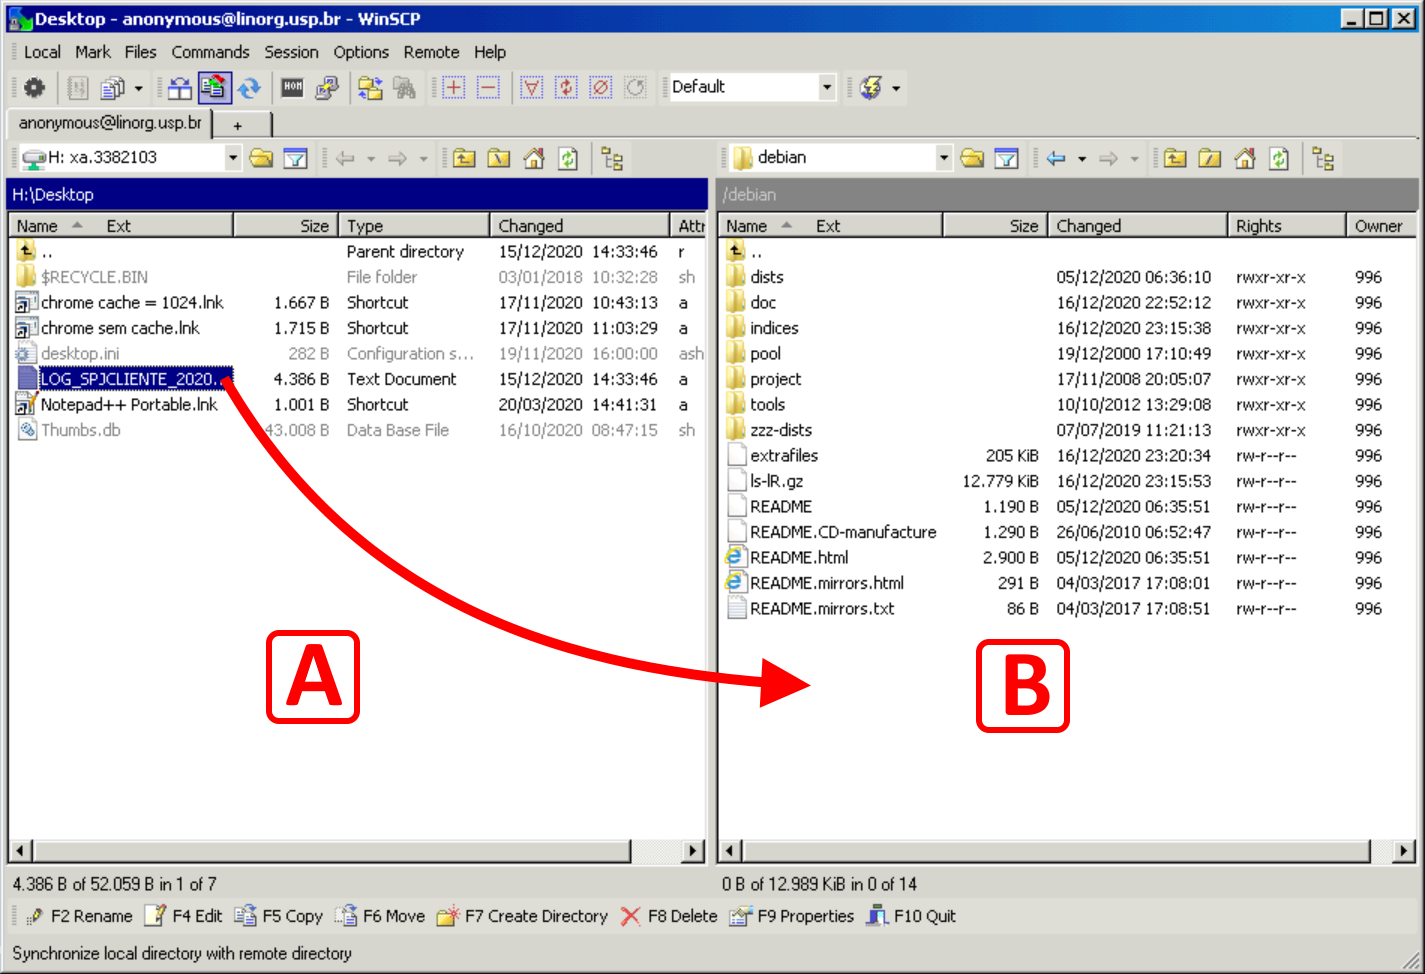 Desktop - anonymous@linorg.usp.br - WinSCP
Local Mark Files Commands Session Options Remote Help
Default
anonymous@linorg.usp.br +
H: xa.3382103
debian
H:\Desktop
/debian
Name Ext Size Type Changed Attr
.. Parent directory 15/12/2020 14:33:46 r
$RECYCLE.BIN File folder 03/01/2018 10:32:28 sh
chrome cache = 1024.lnk 1.667 B Shortcut 17/11/2020 10:43:13 a
chrome sem cache.lnk 1.715 B Shortcut 17/11/2020 11:03:29 a
desktop.ini 282 B Configuration s... 19/11/2020 16:00:00 ash
LOG_SPJCLIENTE_2020... 4.386 B Text Document 15/12/2020 14:33:46 a
Notepad++ Portable.lnk 1.001 B Shortcut 20/03/2020 14:41:31 a
Thumbs.db 43.008 B Data Base File 16/10/2020 08:47:15 sh
A
4.386 B of 52.059 B in 1 of 7
Name Ext Size Changed Rights Owner
..
dists 05/12/2020 06:36:10 rwxr-xr-x 996
doc 16/12/2020 22:52:12 rwxr-xr-x 996
indices 16/12/2020 23:15:38 rwxr-xr-x 996
pool 19/12/2000 17:10:49 rwxr-xr-x 996
project 17/11/2008 20:05:07 rwxr-xr-x 996
tools 10/10/2012 13:29:08 rwxr-xr-x 996
zzz-dists 07/07/2019 11:21:13 rwxr-xr-x 996
extrafiles 205 KiB 16/12/2020 23:20:34 rw-r--r-- 996
ls-lR.gz 12.779 KiB 16/12/2020 23:15:53 rw-r--r-- 996
README 1.190 B 05/12/2020 06:35:51 rw-r--r-- 996
README.CD-manufacture 1.290 B 26/06/2010 06:52:47 rw-r--r-- 996
README.html 2.900 B 05/12/2020 06:35:51 rw-r--r-- 996
README.mirrors.html 291 B 04/03/2017 17:08:01 rw-r--r-- 996
README.mirrors.txt 86 B 04/03/2017 17:08:51 rw-r--r-- 996
B
0 B of 12.989 KiB in 0 of 14
F2 Rename F4 Edit F5 Copy F6 Move F7 Create Directory F8 Delete F9 Properties F10 Quit
Synchronize local directory with remote directory